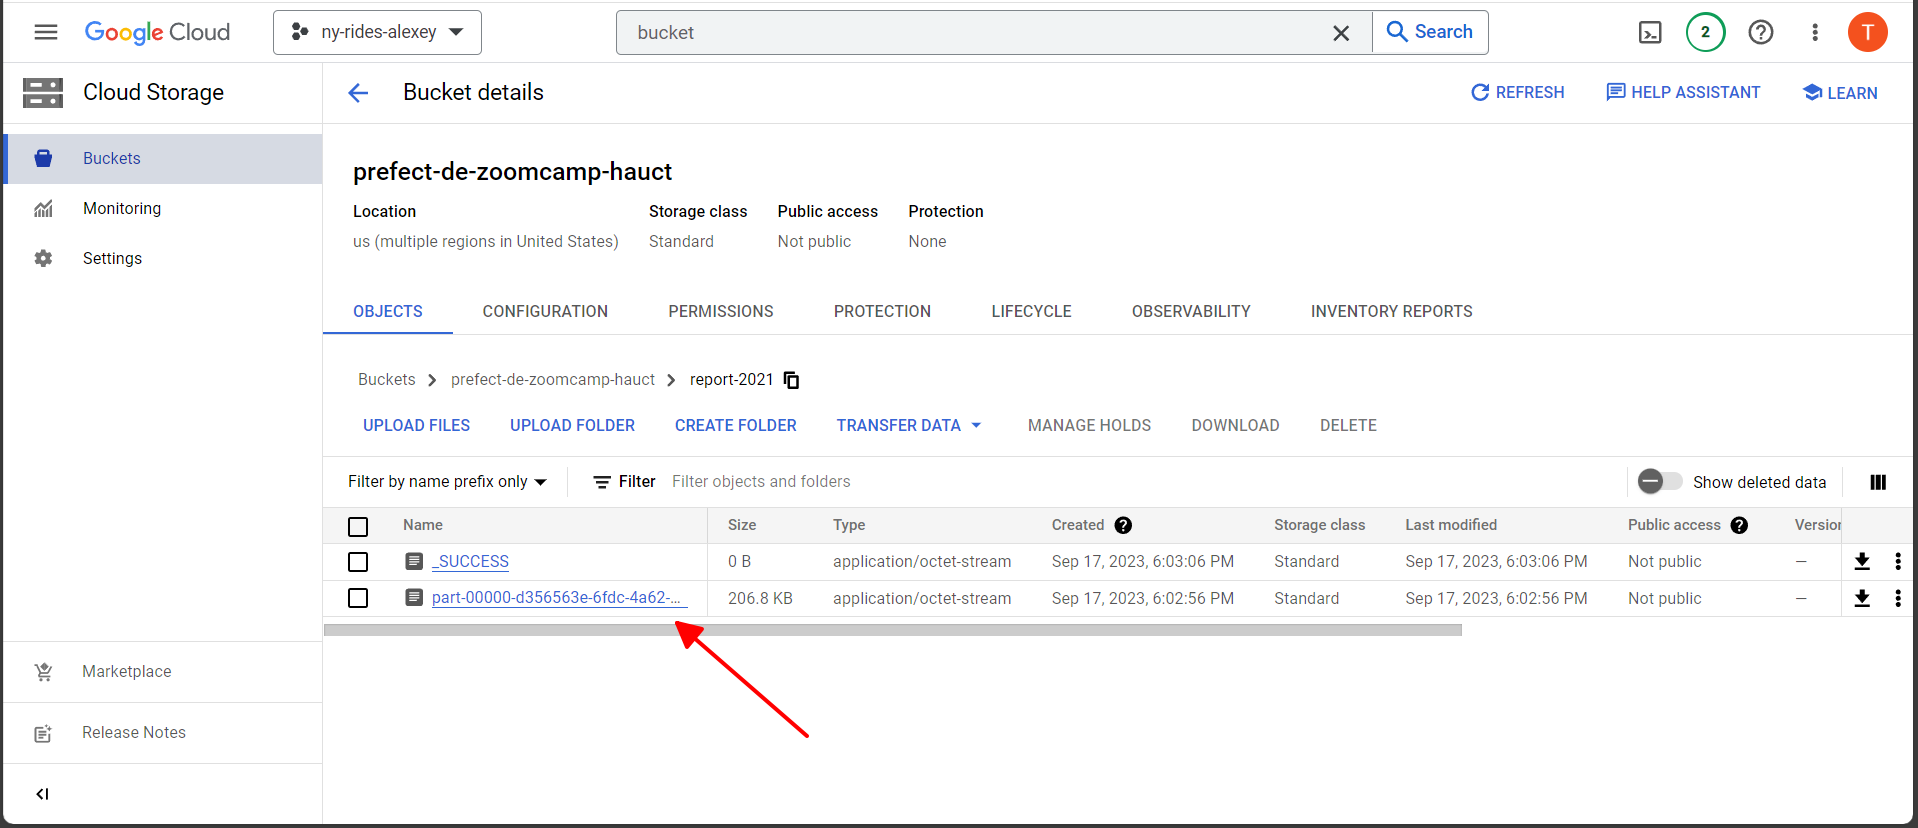 Google Cloud
ny-rides-alexey
bucket
Search
2
T
Cloud Storage
Bucket details
REFRESH
HELP ASSISTANT
LEARN
Buckets
Monitoring
Settings
Marketplace
Release Notes
prefect-de-zoomcamp-hauct
Location Storage class Public access Protection
us (multiple regions in United States) Standard Not public None
OBJECTS CONFIGURATION PERMISSIONS PROTECTION LIFECYCLE OBSERVABILITY INVENTORY REPORTS
Buckets > prefect-de-zoomcamp-hauct > report-2021
UPLOAD FILES UPLOAD FOLDER CREATE FOLDER TRANSFER DATA MANAGE HOLDS DOWNLOAD DELETE
Filter by name prefix only Filter Filter objects and folders Show deleted data
Name Size Type Created Storage class Last modified Public access Version
_SUCCESS 0 B application/octet-stream Sep 17, 2023, 6:03:06 PM Standard Sep 17, 2023, 6:03:06 PM Not public —
part-00000-d356563e-6fdc-4a62-... 206.8 KB application/octet-stream Sep 17, 2023, 6:02:56 PM Standard Sep 17, 2023, 6:02:56 PM Not public —